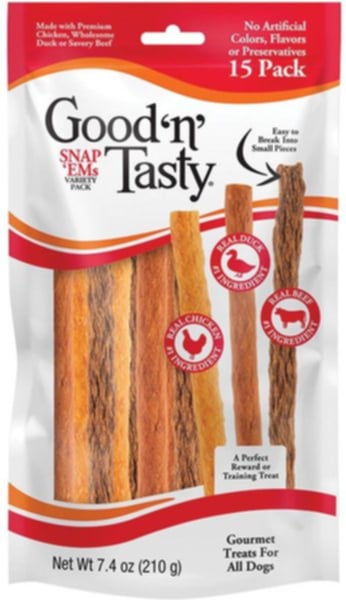 Made with Premium
Chicken, Wholesome
Duck or Savory Beef
No Artificial
Colors, Flavors
or Preservatives
15 Pack
Good 'n'
Tasty®
SNAP
'EMs
VARIETY
PACK
Easy to
Break Into
Small Pieces
REAL DUCK
#1 INGREDIENT
REAL BEEF
#1 INGREDIENT
REAL CHICKEN
#1 INGREDIENT
A Perfect
Reward or
Training Treat
Net Wt 7.4 oz (210 g)
Gourmet
Treats For
All Dogs